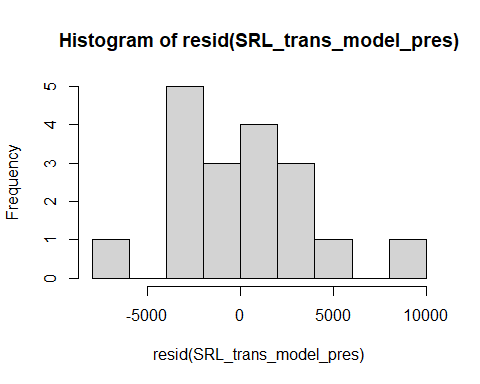 Histogram of resid(SRL_trans_model_pres)
Frequency
5
4
3
2
1
0
-5000 0 5000 10000
resid(SRL_trans_model_pres)